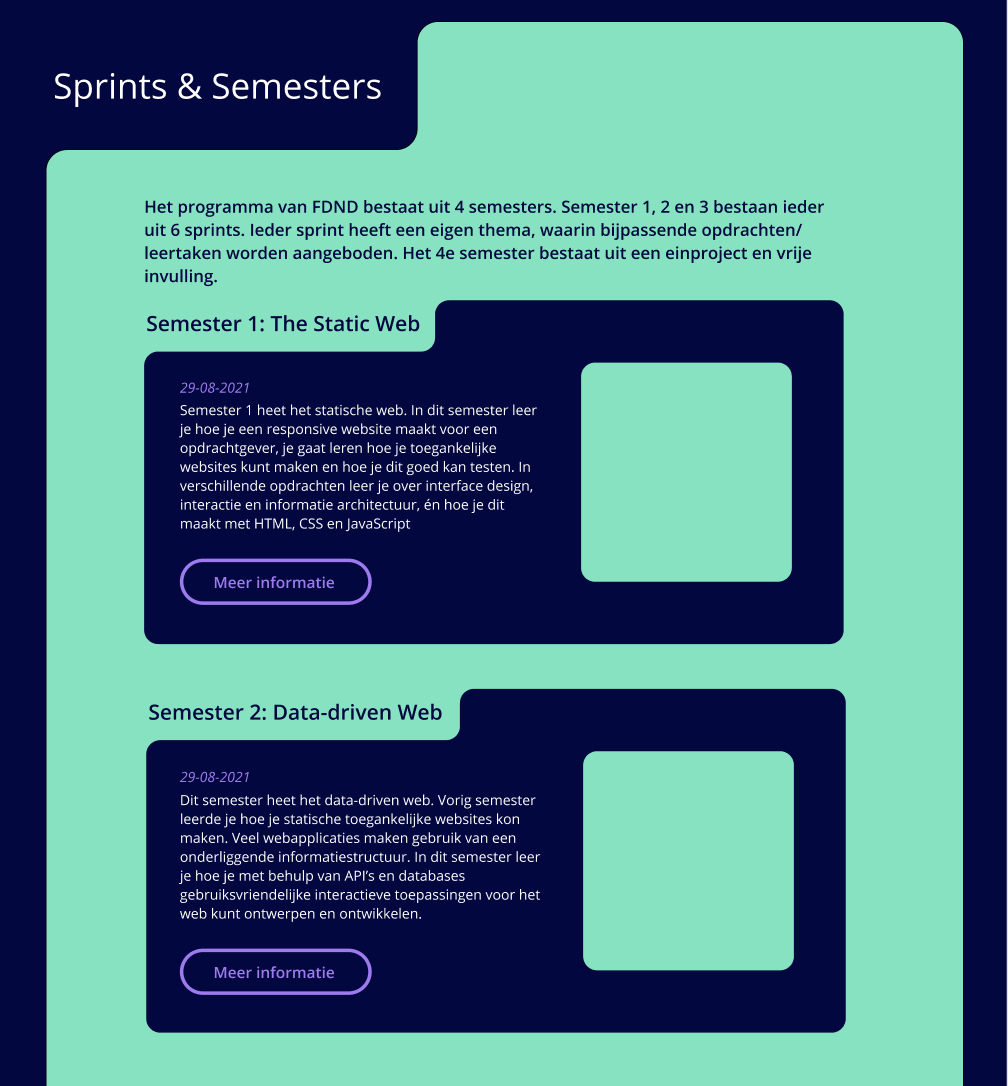 Sprints & Semesters
Het programma van FDND bestaat uit 4 semesters. Semester 1, 2 en 3 bestaan ieder
uit 6 sprints. Ieder sprint heeft een eigen thema, waarin bijpassende opdrachten/
leertaken worden aangeboden. Het 4e semester bestaat uit een einproject en vrije
invulling.
Semester 1: The Static Web
29-08-2021
Semester 1 heet het statische web. In dit semester leer
je hoe je een responsive website maakt voor een
opdrachtgever, je gaat leren hoe je toegankelijke
websites kunt maken en hoe je dit goed kan testen. In
verschillende opdrachten leer je over interface design,
interactie en informatie architectuur, én hoe je dit
maakt met HTML, CSS en JavaScript
Meer informatie
Semester 2: Data-driven Web
29-08-2021
Dit semester heet het data-driven web. Vorig semester
leerde je hoe je statische toegankelijke websites kon
maken. Veel webapplicaties maken gebruik van een
onderliggende informatiestructuur. In dit semester leer
je hoe je met behulp van API’s en databases
gebruiksvriendelijke interactieve toepassingen voor het
web kunt ontwerpen en ontwikkelen.
Meer informatie